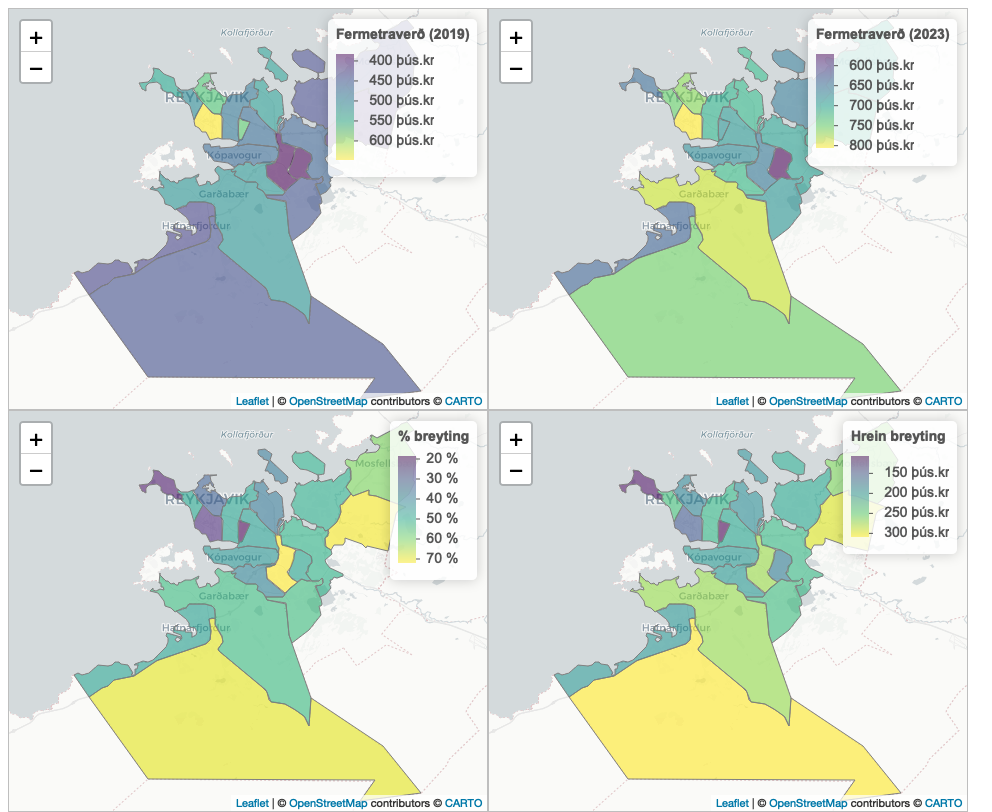 +
−
Kollafjörður
REYKJAVIK
Kópavogur
Garðabær
Hafnarfjörður
Fermetraverð (2019)
400 þús.kr
450 þús.kr
500 þús.kr
550 þús.kr
600 þús.kr
Leaflet | © OpenStreetMap contributors © CARTO
+
−
Kollafjörður
REYKJAVIK
Kópavogur
Garðabær
Hafnarfjörður
Fermetraverð (2023)
600 þús.kr
650 þús.kr
700 þús.kr
750 þús.kr
800 þús.kr
Leaflet | © OpenStreetMap contributors © CARTO
+
−
Kollafjörður
Mosfell
REYKJAVIK
Kópavogur
Garðabær
Hafnarfjörður
% breyting
20 %
30 %
40 %
50 %
60 %
70 %
Leaflet | © OpenStreetMap contributors © CARTO
+
−
Kollafjörður
REYKJAVIK
Kópavogur
Garðabær
Hafnarfjörður
Hrein breyting
150 þús.kr
200 þús.kr
250 þús.kr
300 þús.kr
Leaflet | © OpenStreetMap contributors © CARTO